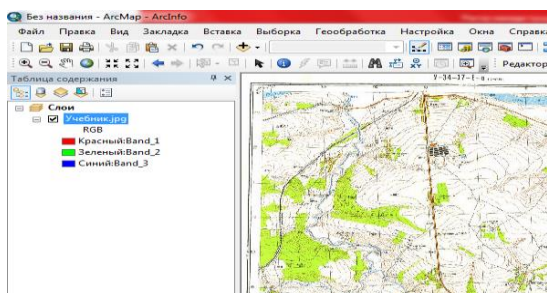 Без названия - ArcMap - ArcInfo
Файл Правка Вид Закладка Вставка Выборка Геообработка Настройка Окна Справка
Редактор
Таблица содержания
Слои
Учебник.jpg
RGB
Красный:Band_1
Зеленый:Band_2
Синий:Band_3